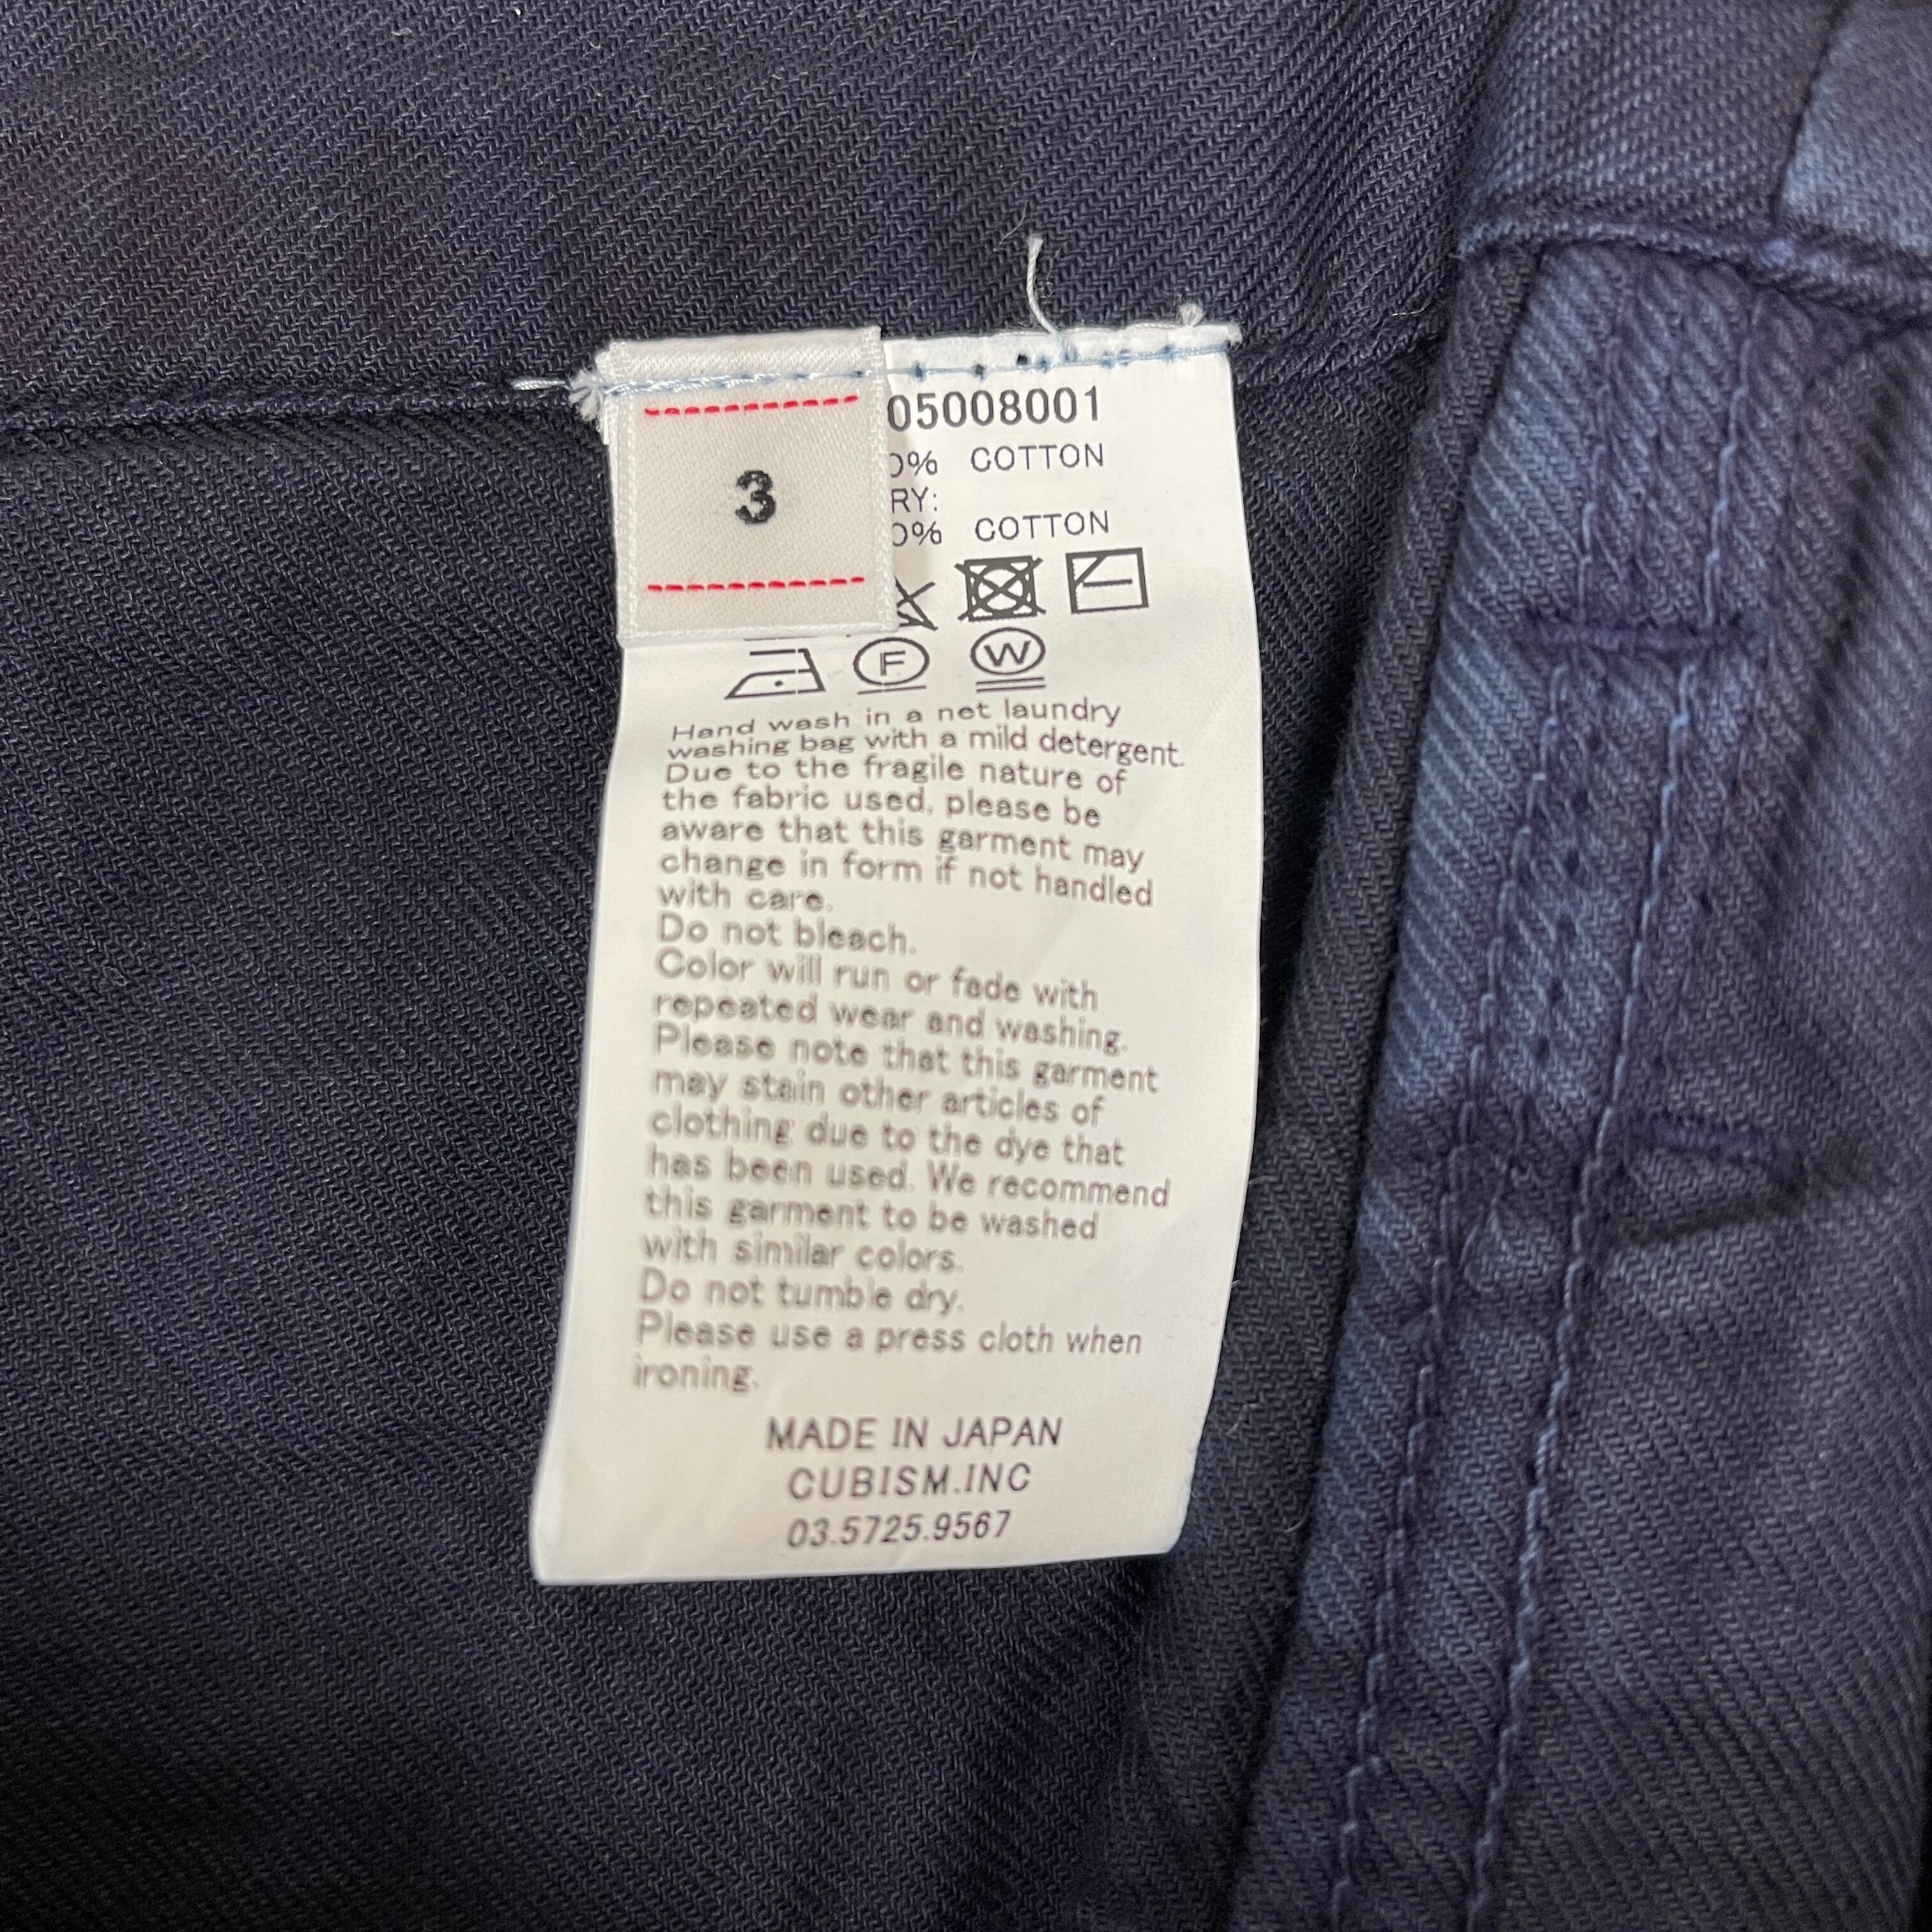 3
05008001
0% COTTON
RY:
0% COTTON
F W
Hand wash in a net laundry
washing bag with a mild detergent.
Due to the fragile nature of
the fabric used, please be
aware that this garment may
change in form if not handled
with care.
Do not bleach.
Color will run or fade with
repeated wear and washing.
Please note that this garment
may stain other articles of
clothing due to the dye that
has been used. We recommend
this garment to be washed
with similar colors.
Do not tumble dry.
Please use a press cloth when
ironing.
MADE IN JAPAN
CUBISM.INC
03.5725.9567